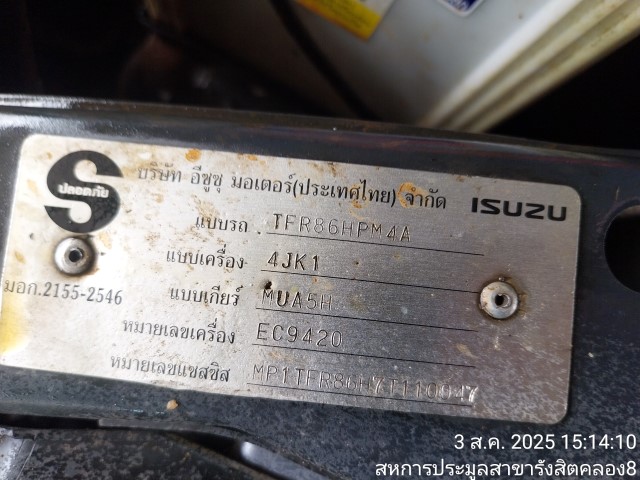 S
ปลอดภัย
บริษัท อีซูซุ มอเตอร์(ประเทศไทย) จำกัด
ISUZU
แบบรถ TFR86HPM4A
แบบเครื่อง 4JK1
มอก.2155-2546
แบบเกียร์ MUA5H
หมายเลขเครื่อง EC9420
หมายเลขแชสซิส
3 ส.ค. 2025 15:14:10
สหการประมูลสาขารังสิตคลอง8